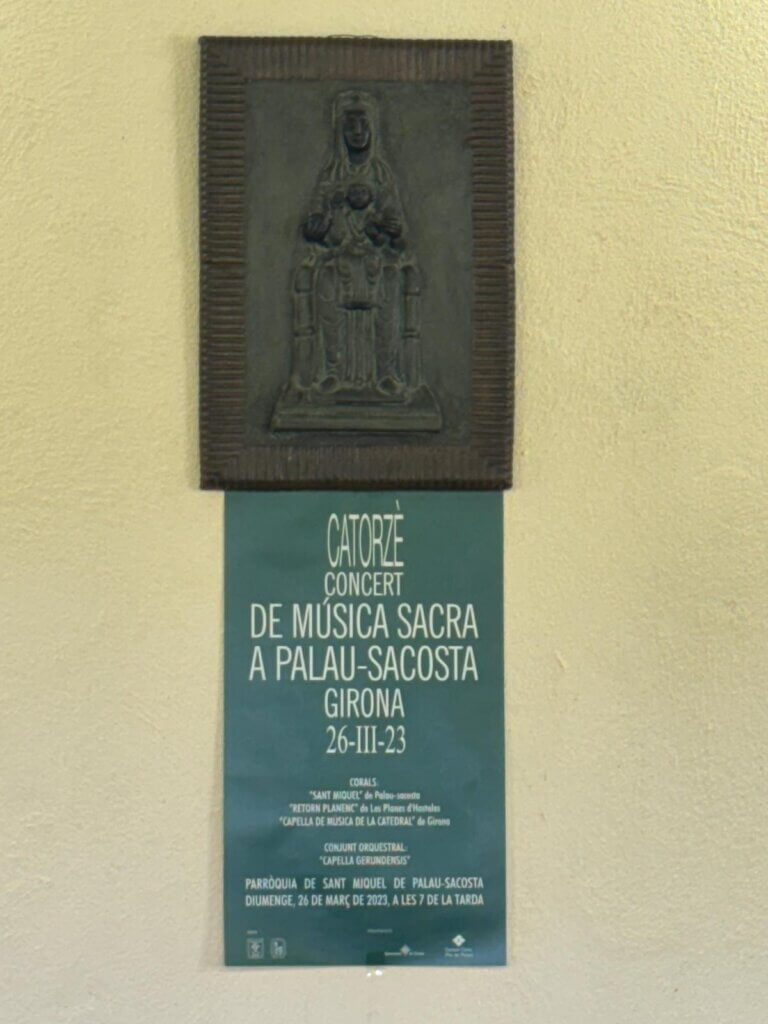 CATORZÈ
CONCERT
DE MÚSICA SACRA
A PALAU-SACOSTA
GIRONA
26-III-23
CORALS:
"SANT MIQUEL" de Palau-sacosta
"RETORN PLANENC" de Les Planes d'Hostoles
"CAPELLA DE MÚSICA DE LA CATEDRAL" de Girona
CONJUNT ORQUESTRAL:
"CAPELLA GERUNDENSIS"
PARRÒQUIA DE SANT MIQUEL DE PALAU-SACOSTA
DIUMENGE, 26 DE MARÇ DE 2023, A LES 7 DE LA TARDA